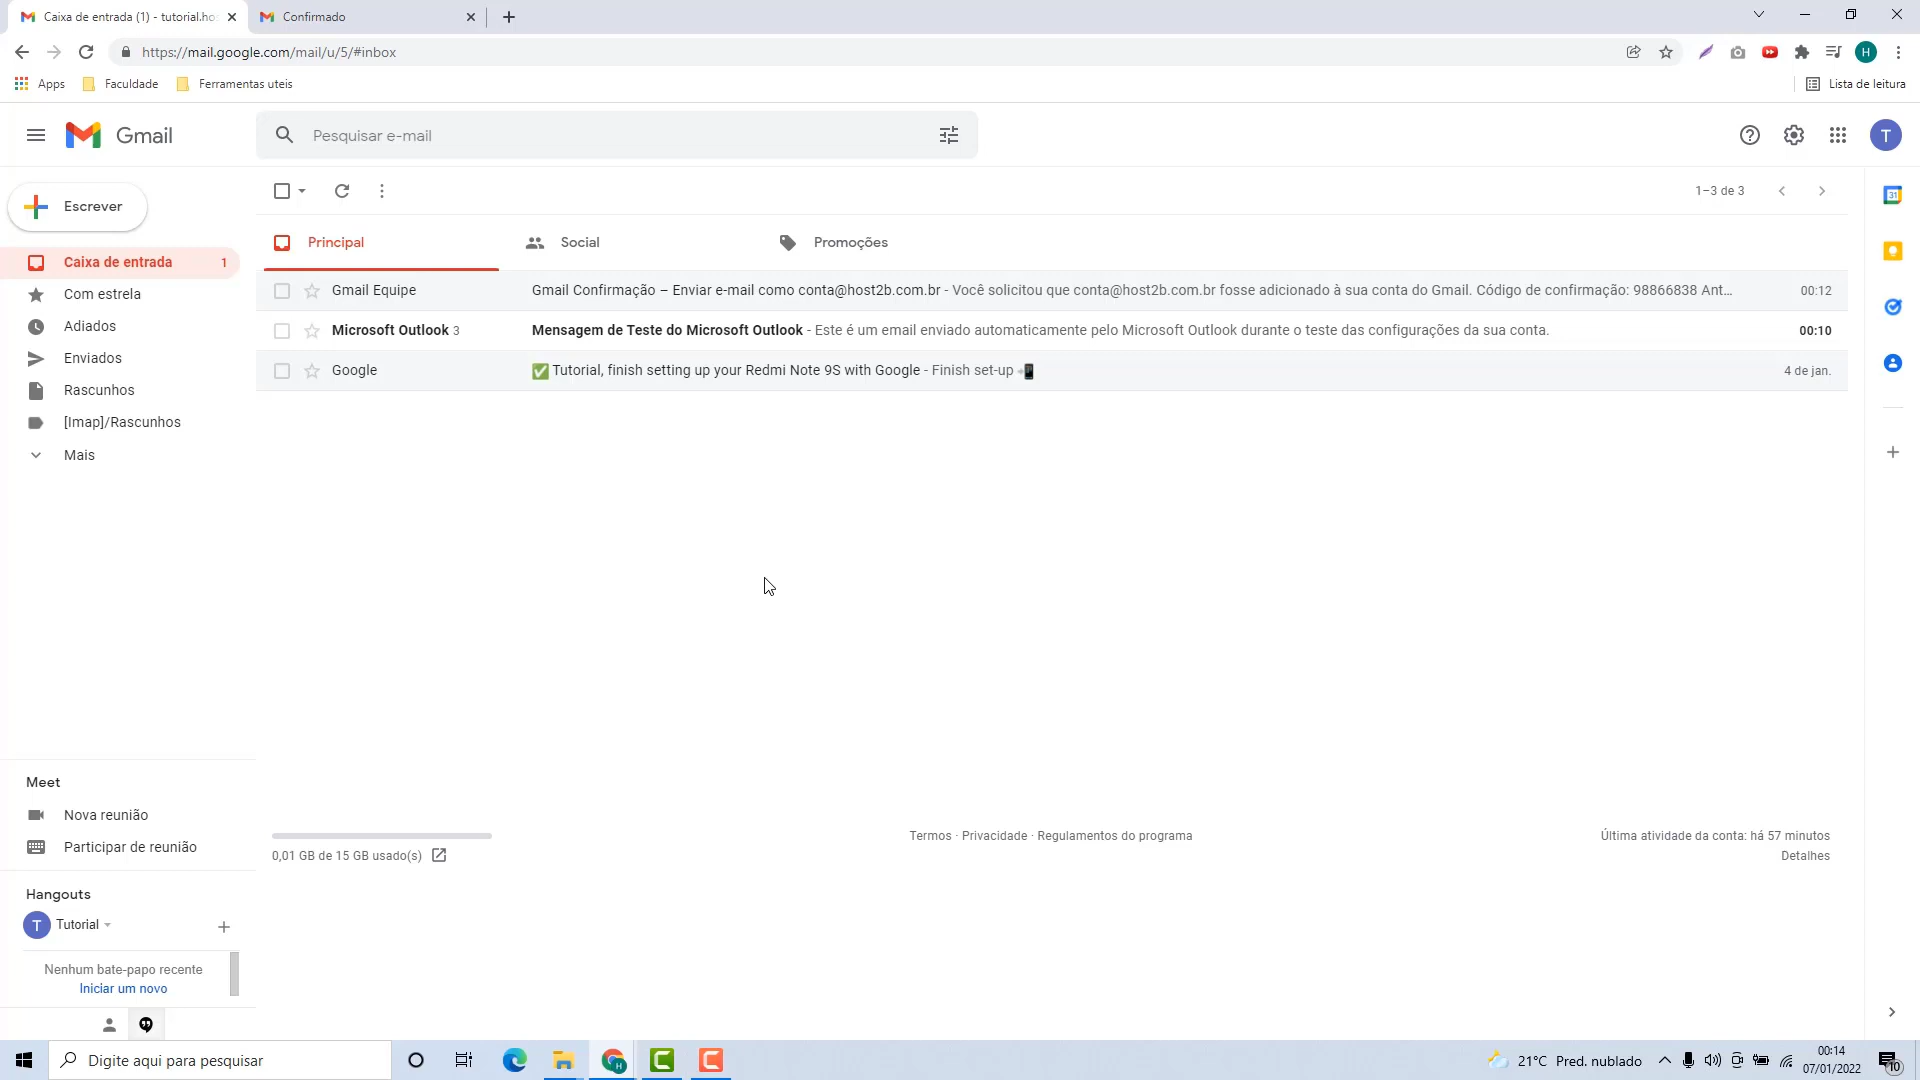 Caixa de entrada (1) - tutorial.ho
Confirmado
https://mail.google.com/mail/u/5/#inbox
H
Apps
Faculdade
Ferramentas uteis
Lista de leitura
Gmail
Pesquisar e-mail
T
Escrever
1–3 de 3
31
Principal
Social
Promoções
Caixa de entrada 1
Com estrela
Adiados
Enviados
Rascunhos
[Imap]/Rascunhos
Mais
Gmail Equipe Gmail Confirmação – Enviar e-mail como conta@host2b.com.br - Você solicitou que conta@host2b.com.br fosse adicionado à sua conta do Gmail. Código de confirmação: 98866838 Ant... 00:12
Microsoft Outlook 3 Mensagem de Teste do Microsoft Outlook - Este é um email enviado automaticamente pelo Microsoft Outlook durante o teste das configurações da sua conta. 00:10
Google ✅ Tutorial, finish setting up your Redmi Note 9S with Google - Finish set-up 📲 4 de jan.
Meet
Nova reunião
Participar de reunião
Hangouts
T Tutorial
Nenhum bate-papo recente
Iniciar um novo
0,01 GB de 15 GB usado(s)
Termos · Privacidade · Regulamentos do programa
Última atividade da conta: há 57 minutos
Detalhes
Digite aqui para pesquisar
H
21°C Pred. nublado
00:14
07/01/2022
10